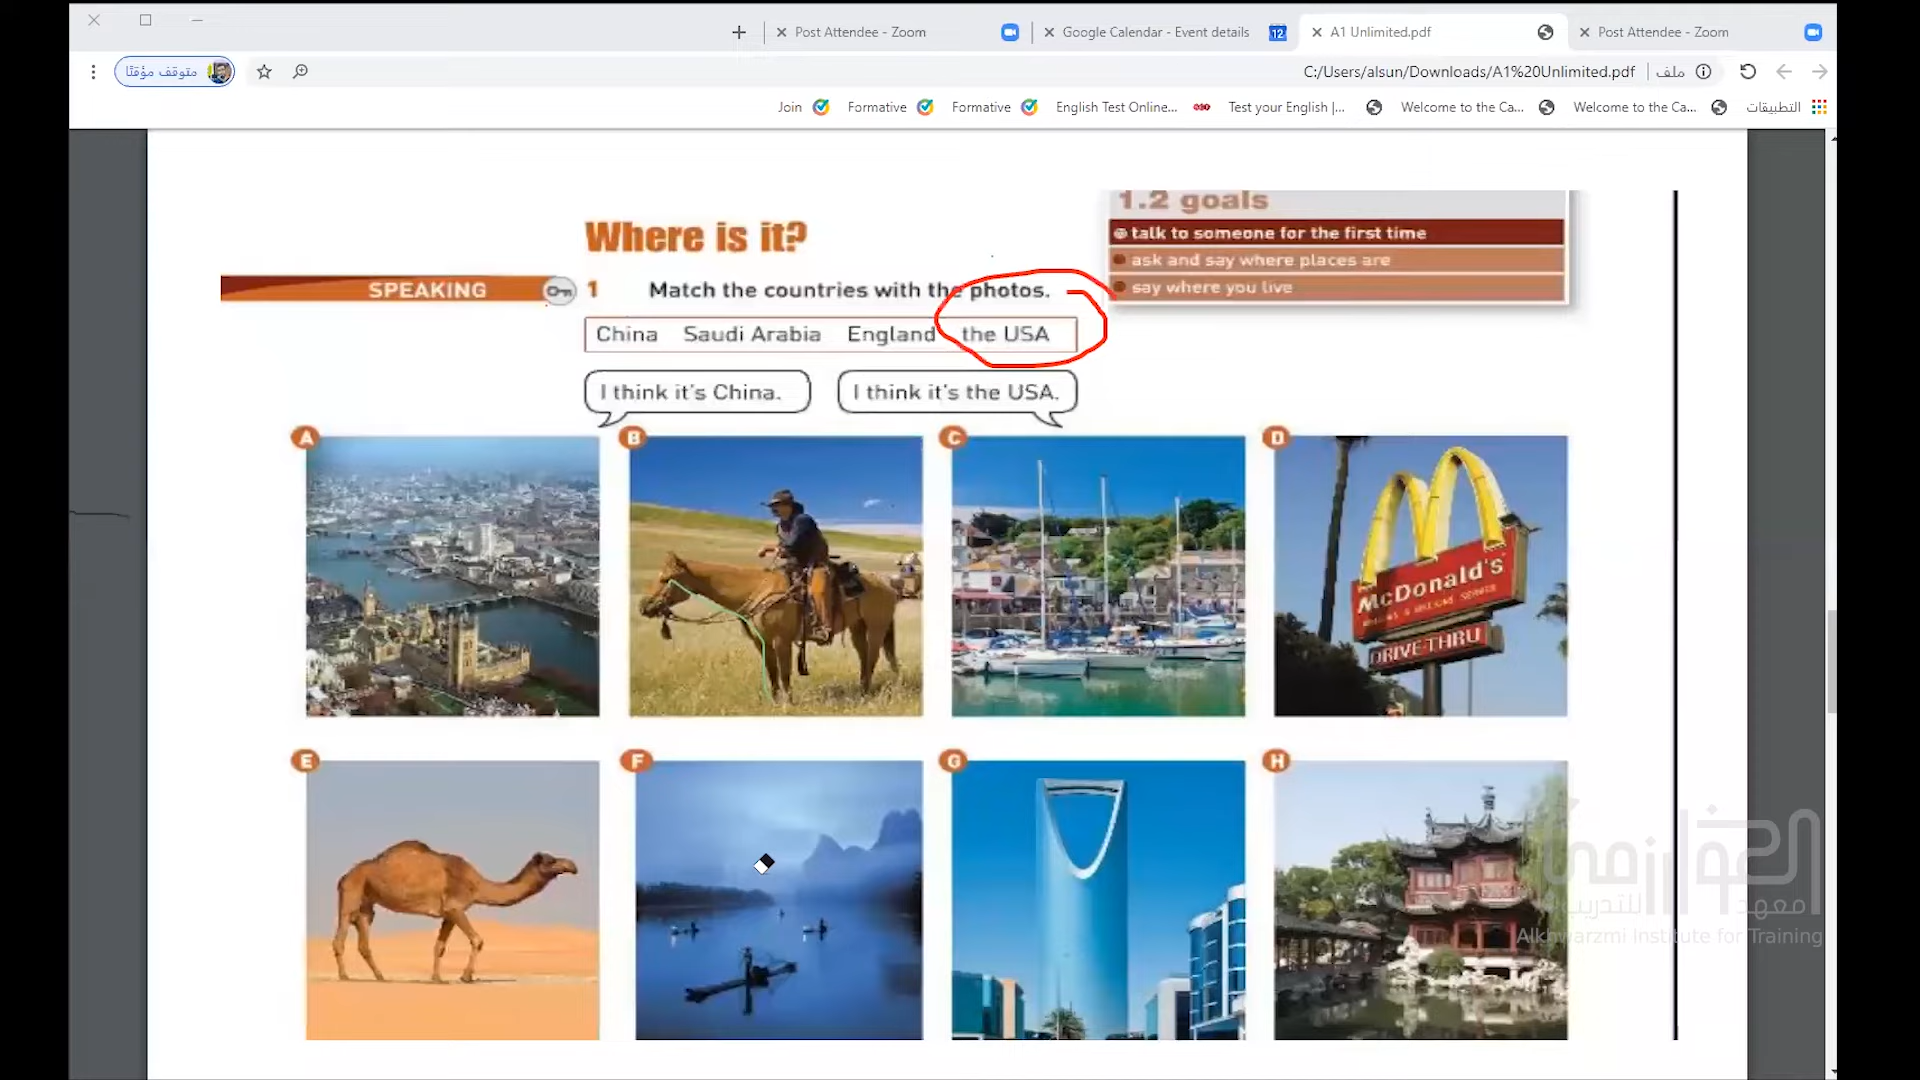 Post Attendee - Zoom
Google Calendar - Event details
12
A1 Unlimited.pdf
Post Attendee - Zoom
متوقف مؤقتًا
C:/Users/alsun/Downloads/A1%20Unlimited.pdf
ملف
Join
Formative
Formative
English Test Online...
Test your English |...
Welcome to the Ca...
Welcome to the Ca...
التطبيقات
1.2 goals
talk to someone for the first time
ask and say where places are
say where you live
Where is it?
SPEAKING
1 Match the countries with the photos.
China Saudi Arabia England the USA
I think it's China.
I think it's the USA.
A
B
C
D
McDonald's
DRIVE-THRU
E
F
G
H
الخوارزمي
معهد للتدريب
Alkhwarzmi Institute for Training